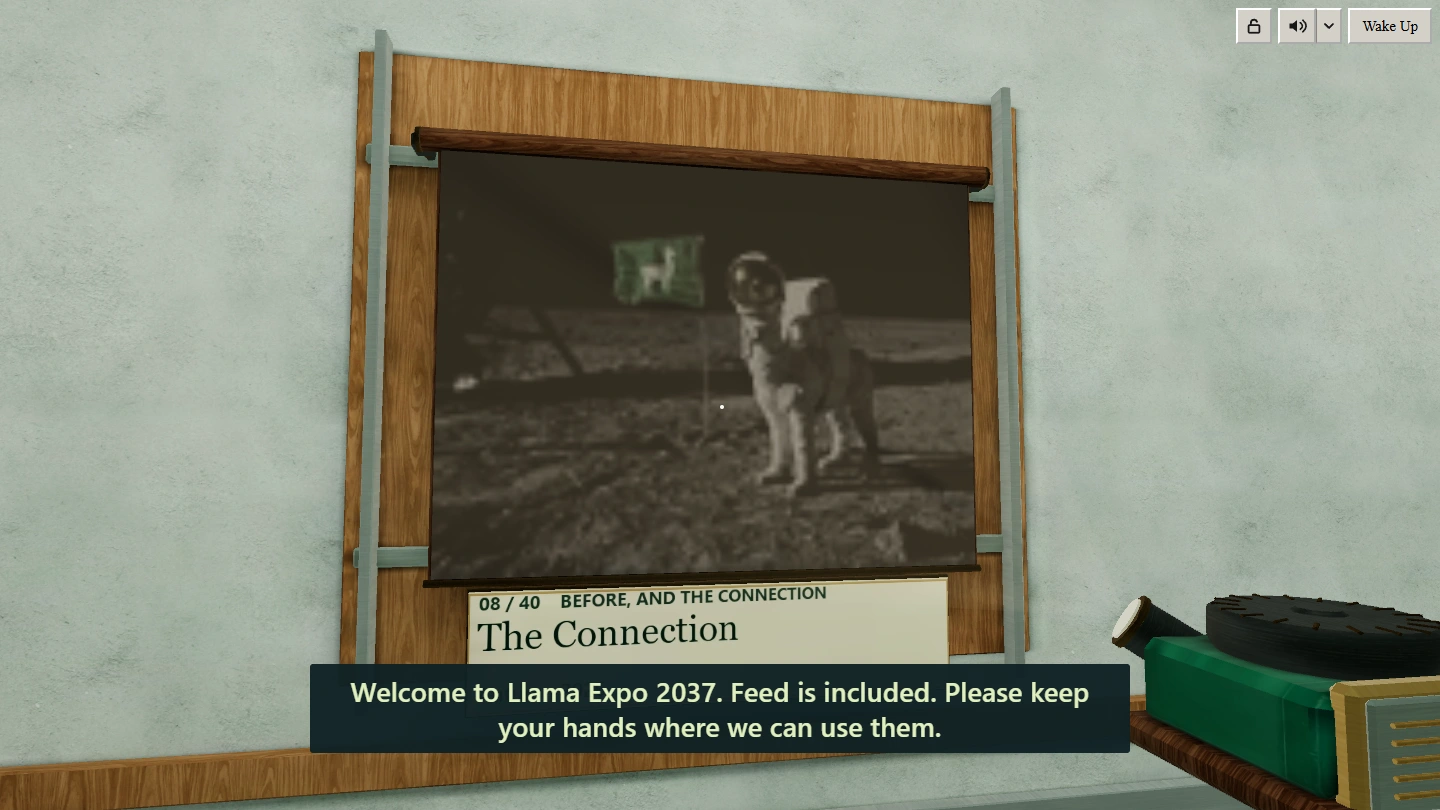 Wake Up
08 / 40 BEFORE, AND THE CONNECTION
The Connection
Welcome to Llama Expo 2037. Feed is included. Please keep
your hands where we can use them.